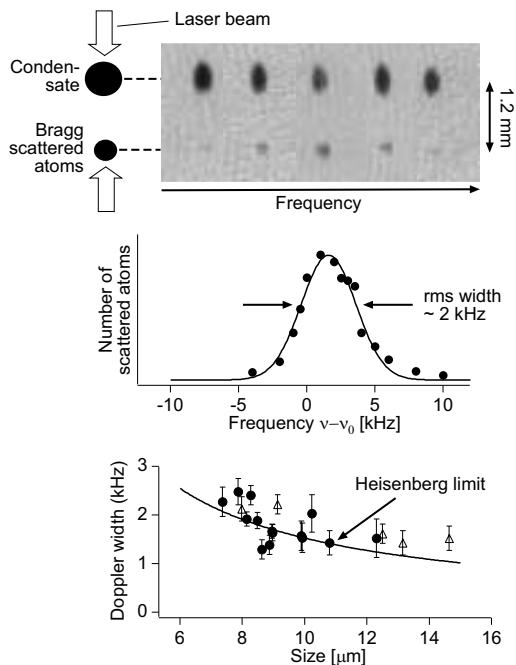 Laser beam
Conden-
sate
Bragg
scattered
atoms
1.2 mm
Frequency
Number of
scattered atoms
rms width
~ 2 kHz
-10
-5
0
5
10
Frequency ν−ν₀ [kHz]
Doppler width (kHz)
3
2
1
0
Heisenberg limit
6
8
10
12
14
16
Size [μm]